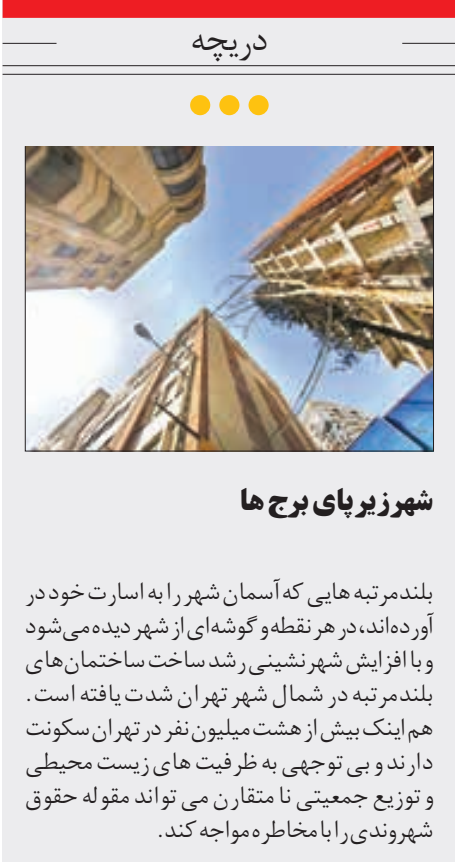 دریچه
شهر زیر پای برج ها
بلندمرتبه هایی که آسمان شهر را به اسارت خود در
آورده‌اند، در هر نقطه و گوشه‌ای از شهر دیده می‌شود
و با افزایش شهرنشینی رشد ساخت ساختمان‌های
بلندمرتبه در شمال شهر تهران شدت یافته است.
هم اینک بیش از هشت میلیون نفر در تهران سکونت
دارند و بی توجهی به ظرفیت های زیست محیطی
و توزیع جمعیتی نا متقارن می تواند مقوله حقوق
شهروندی را با مخاطره مواجه کند.